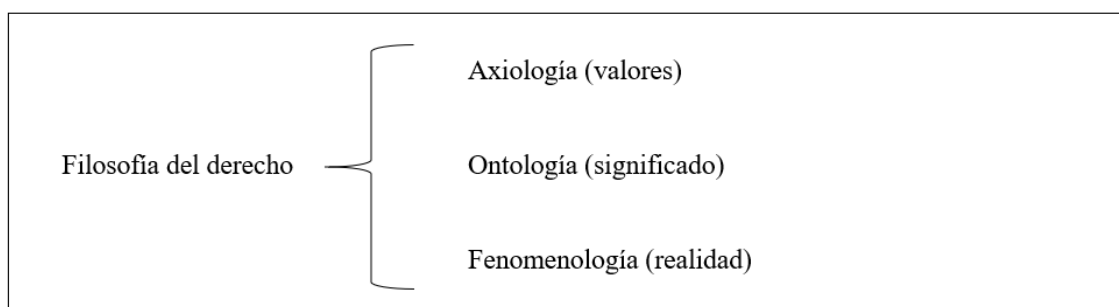 Axiología (valores)
Filosofía del derecho
Ontología (significado)
Fenomenología (realidad)